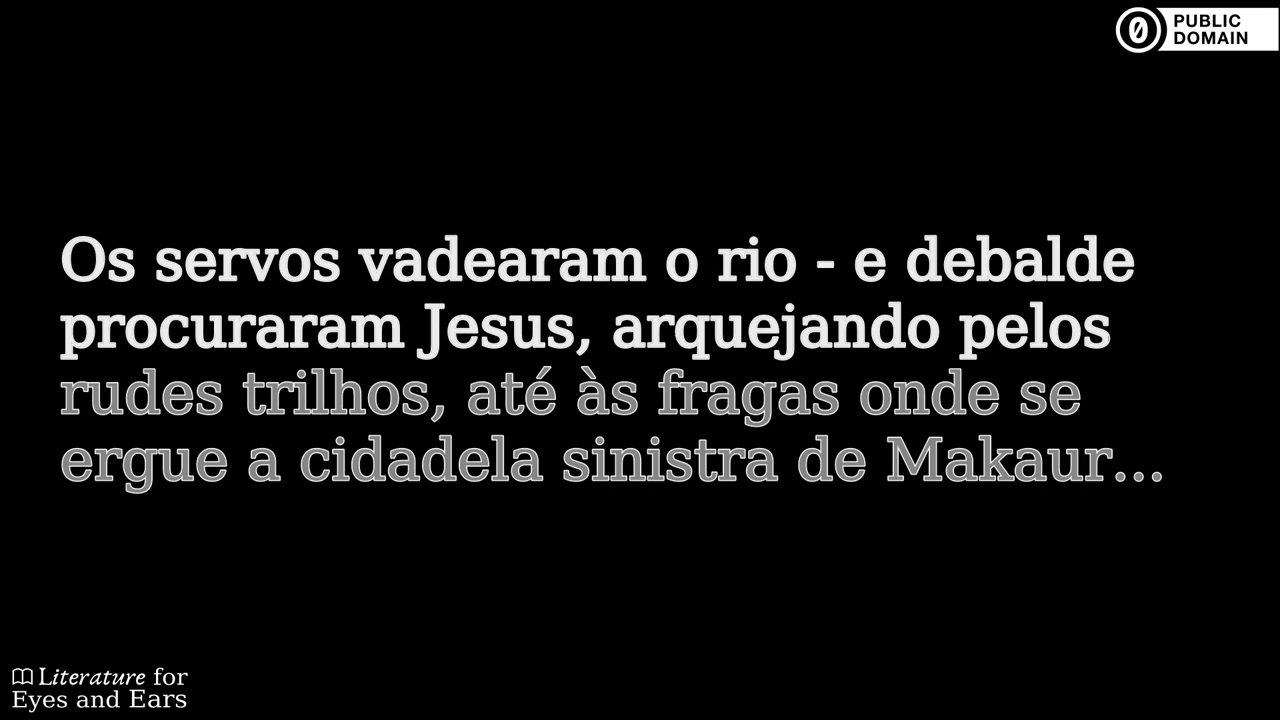 PUBLIC
DOMAIN
Os servos vadearam o rio - e debalde
procuraram Jesus, arquejando pelos
rudes trilhos, até às fragas onde se
ergue a cidadela sinistra de Makaur...
Literature for
Eyes and Ears